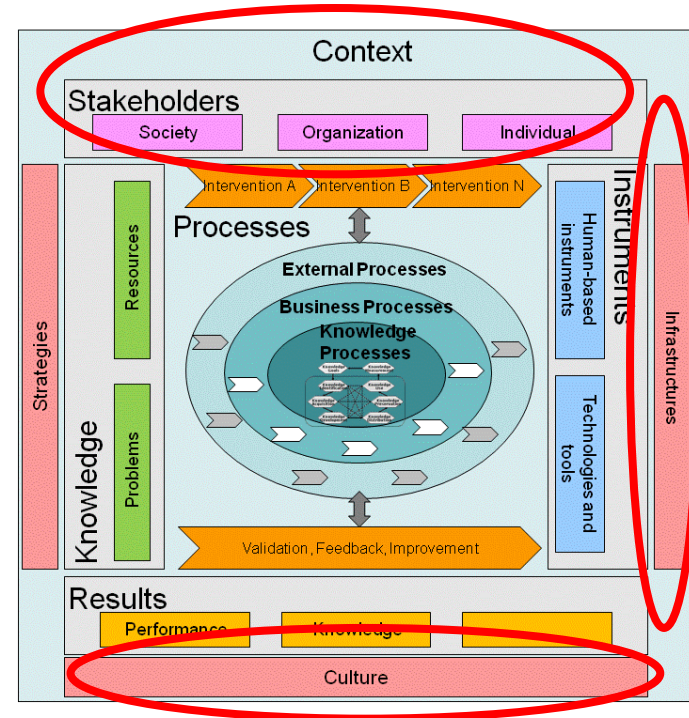 Context
Stakeholders
Society
Organization
Individual
Intervention A
Intervention B
Intervention N
Processes
External Processes
Business Processes
Knowledge
Processes
Strategies
Knowledge
Resources
Problems
Instruments
Human-based
instruments
Technologies and
tools
Infrastructures
Validation, Feedback, Improvement
Results
Performance
Knowledge
Culture